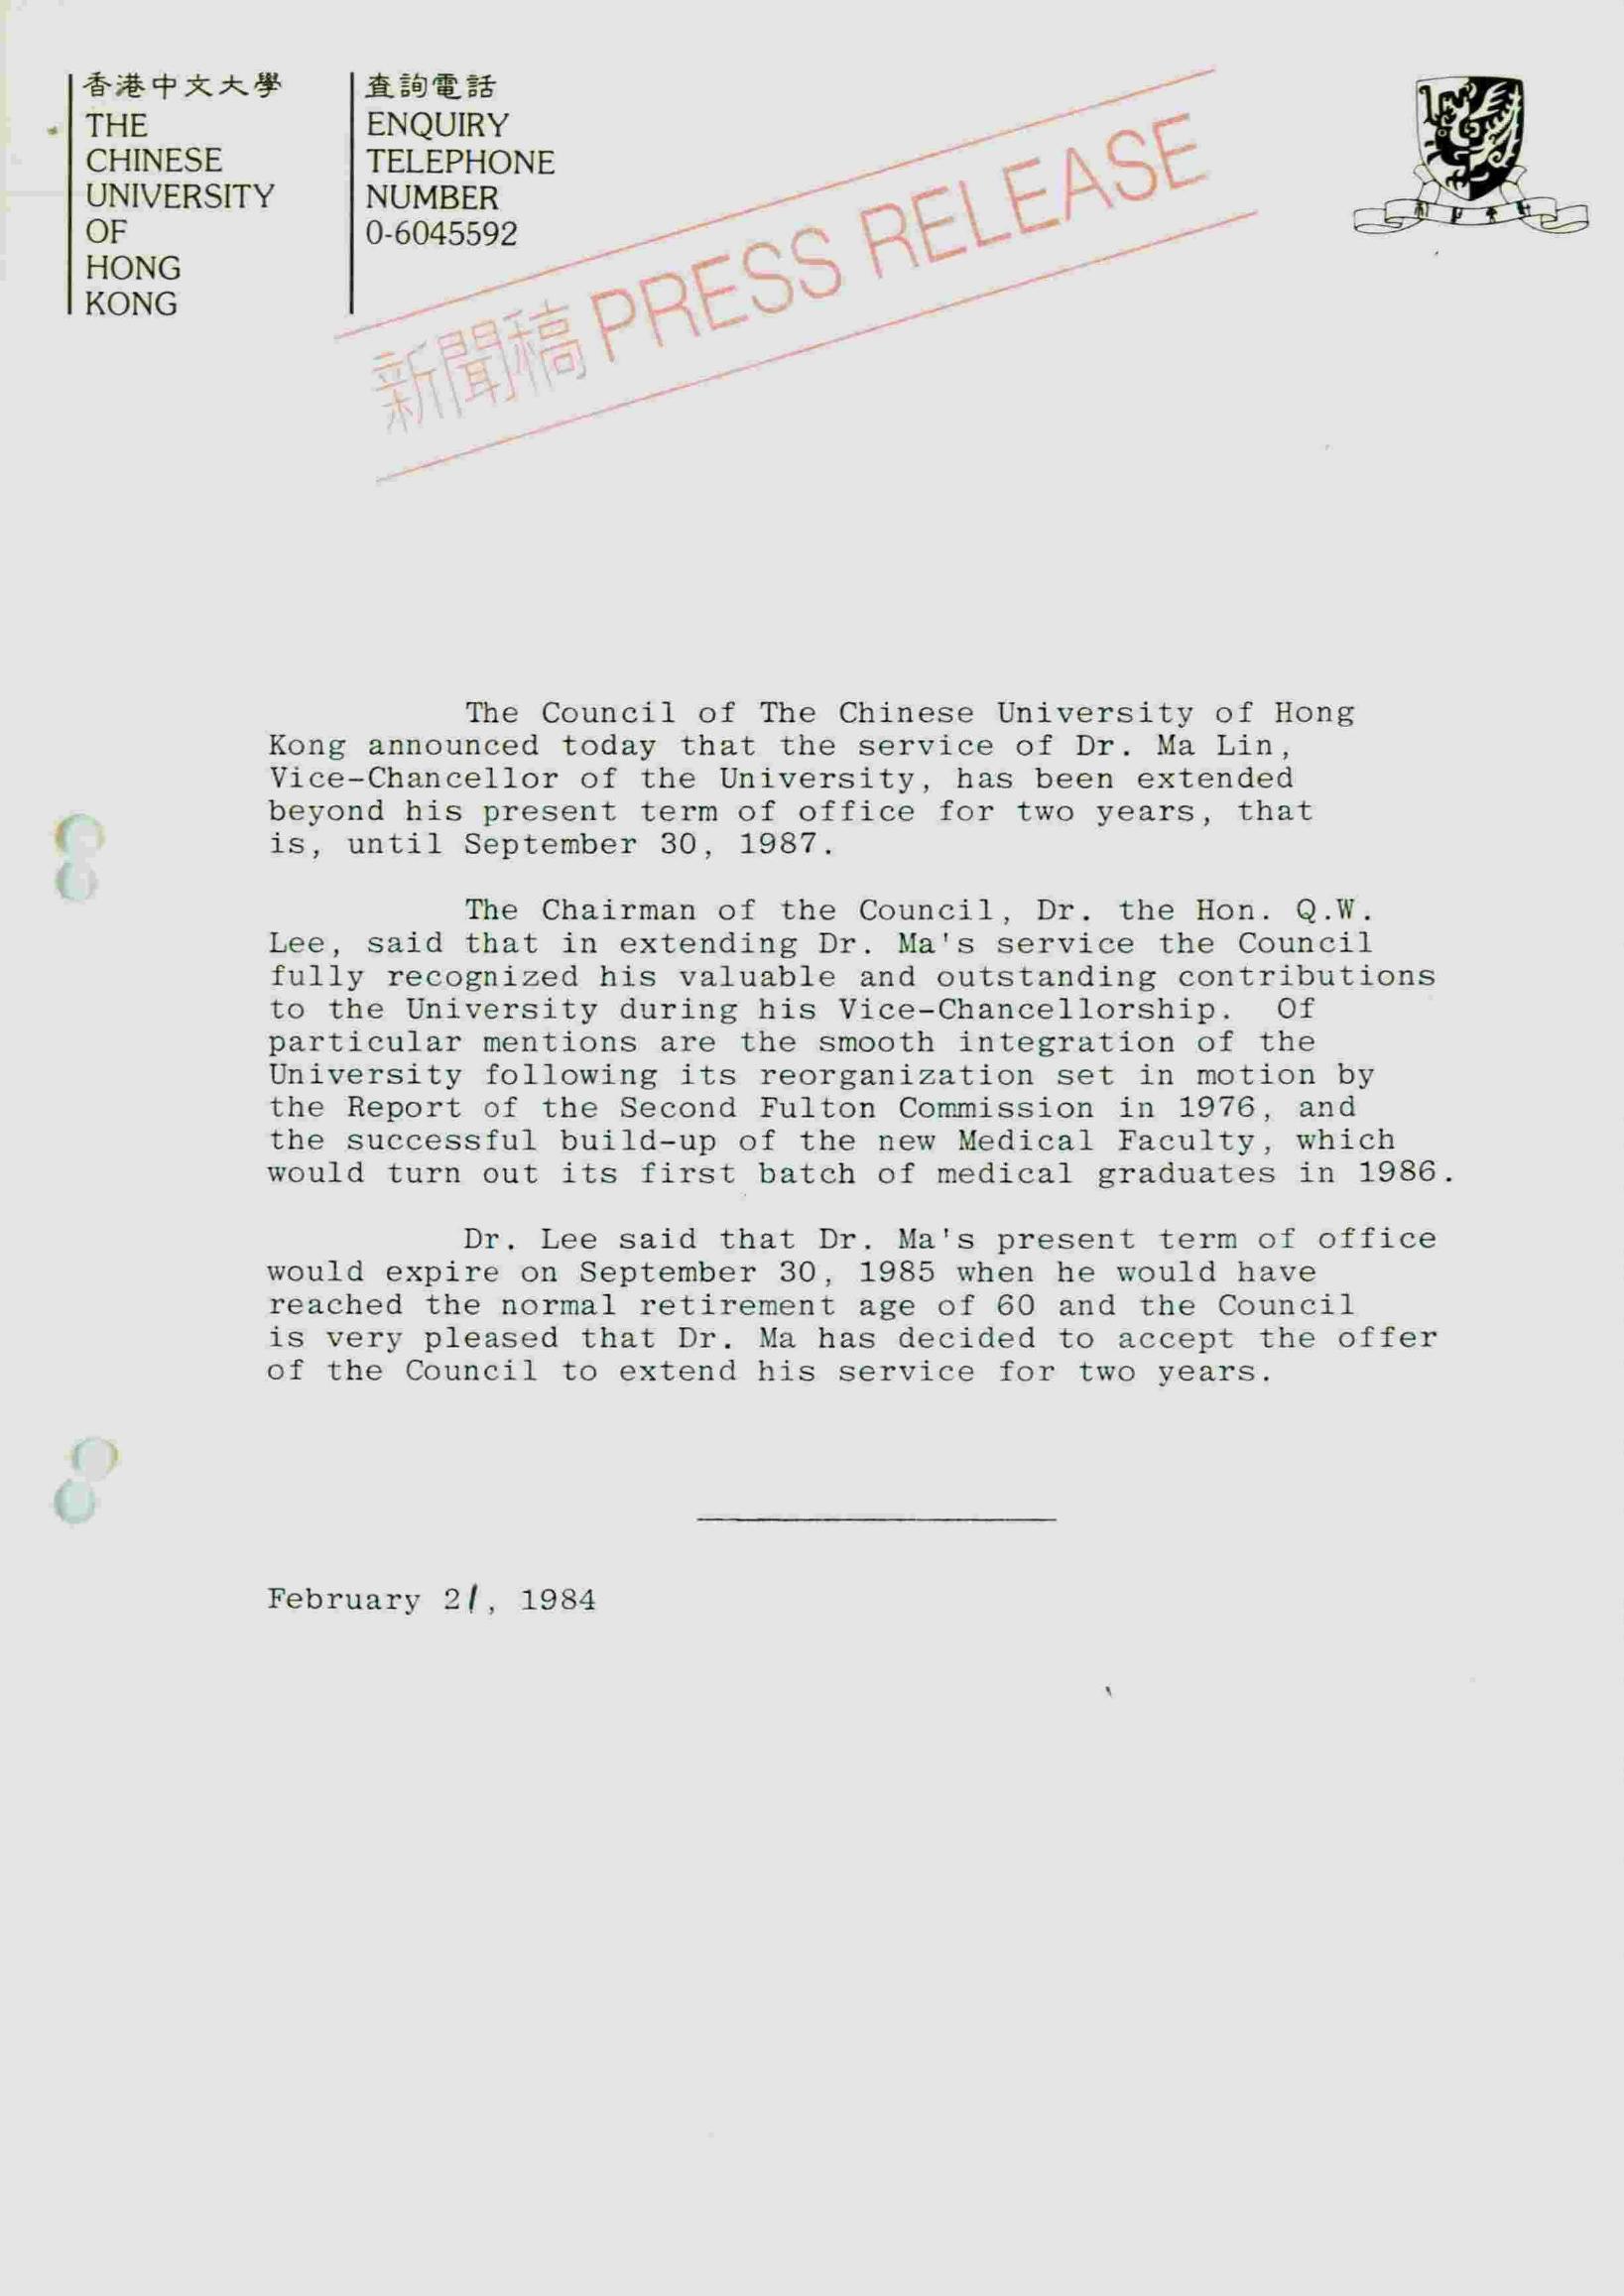 香港中文大學
THE
CHINESE
UNIVERSITY
OF
HONG
KONG
查詢電話
ENQUIRY
TELEPHONE
NUMBER
0-6045592
新聞稿 PRESS RELEASE
The Council of The Chinese University of Hong
Kong announced today that the service of Dr. Ma Lin,
Vice-Chancellor of the University, has been extended
beyond his present term of office for two years, that
is, until September 30, 1987.
The Chairman of the Council, Dr. the Hon. Q.W.
Lee, said that in extending Dr. Ma's service the Council
fully recognized his valuable and outstanding contributions
to the University during his Vice-Chancellorship. Of
particular mentions are the smooth integration of the
University following its reorganization set in motion by
the Report of the Second Fulton Commission in 1976, and
the successful build-up of the new Medical Faculty, which
would turn out its first batch of medical graduates in 1986.
Dr. Lee said that Dr. Ma's present term of office
would expire on September 30, 1985 when he would have
reached the normal retirement age of 60 and the Council
is very pleased that Dr. Ma has decided to accept the offer
of the Council to extend his service for two years.
February 21, 1984